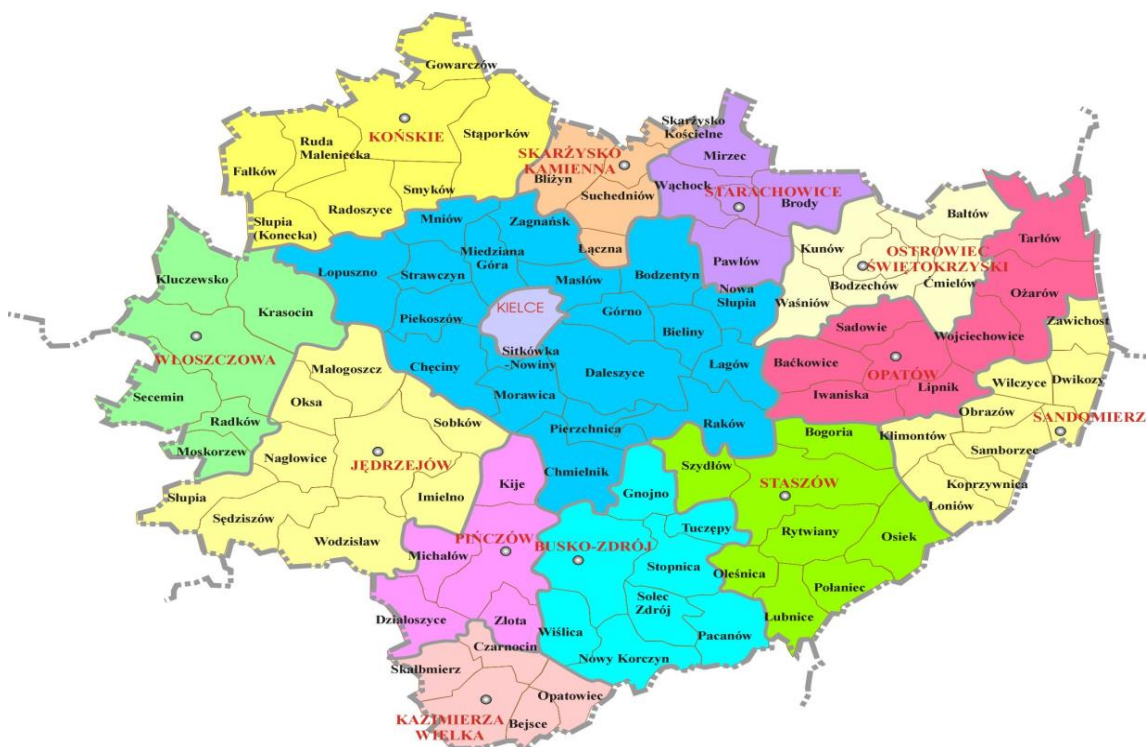 Gowarczów
KOŃSKIE
Stąporków
Ruda
Maleniecka
Fałków
Smyków
Radoszyce
Słupia
(Konecka)
Skarżysko
Kościelne
SKARŻYSKO
KAMIENNA
Bliżyn
Suchedniów
Łączna
Mirzec
Wąchock
STARACHOWICE
Brody
Pawłów
Bałtów
Kunów
OSTROWIEC
ŚWIETOKRZYSKI
Bodzechów
Ćmielów
Waśniów
Tarłów
Ożarów
Sadowie
Wojciechowice
Baćkowice
OPATÓW
Iwaniska
Lipnik
Zawichost
Wilczyce
Dwikozy
Obrazów
SANDOMIERZ
Klimontów
Samborzec
Koprzywnica
Łoniów
Mniów
Zagnańsk
Miedziana
Góra
Łopuszno
Strawczyn
Masłów
Bodzentyn
Nowa
Słupia
Piekoszów
KIELCE
Górno
Bieliny
Sitkówka
-Nowiny
Chęciny
Daleszyce
Łagów
Morawica
Pierzchnica
Raków
Chmielnik
Kluczewsko
Krasocin
WŁOSZCZOWA
Secemin
Radków
Moskorzew
Małogoszcz
Oksa
Sobków
Nagłowice
JĘDRZEJÓW
Imielno
Słupia
Sędziszów
Wodzisław
Kije
PIŃCZÓW
Michałów
Działoszyce
Złota
Gnojno
BUSKO-ZDRÓJ
Tuczępy
Stopnica
Solec
Zdrój
Wiślica
Pacanów
Nowy Korczyn
Bogoria
Szydłów
STASZÓW
Rytwiany
Osiek
Oleśnica
Połaniec
Łubnice
Czarnocin
Skalbmierz
Opatowiec
KAZIMIERZA
WIELKA
Bejsce